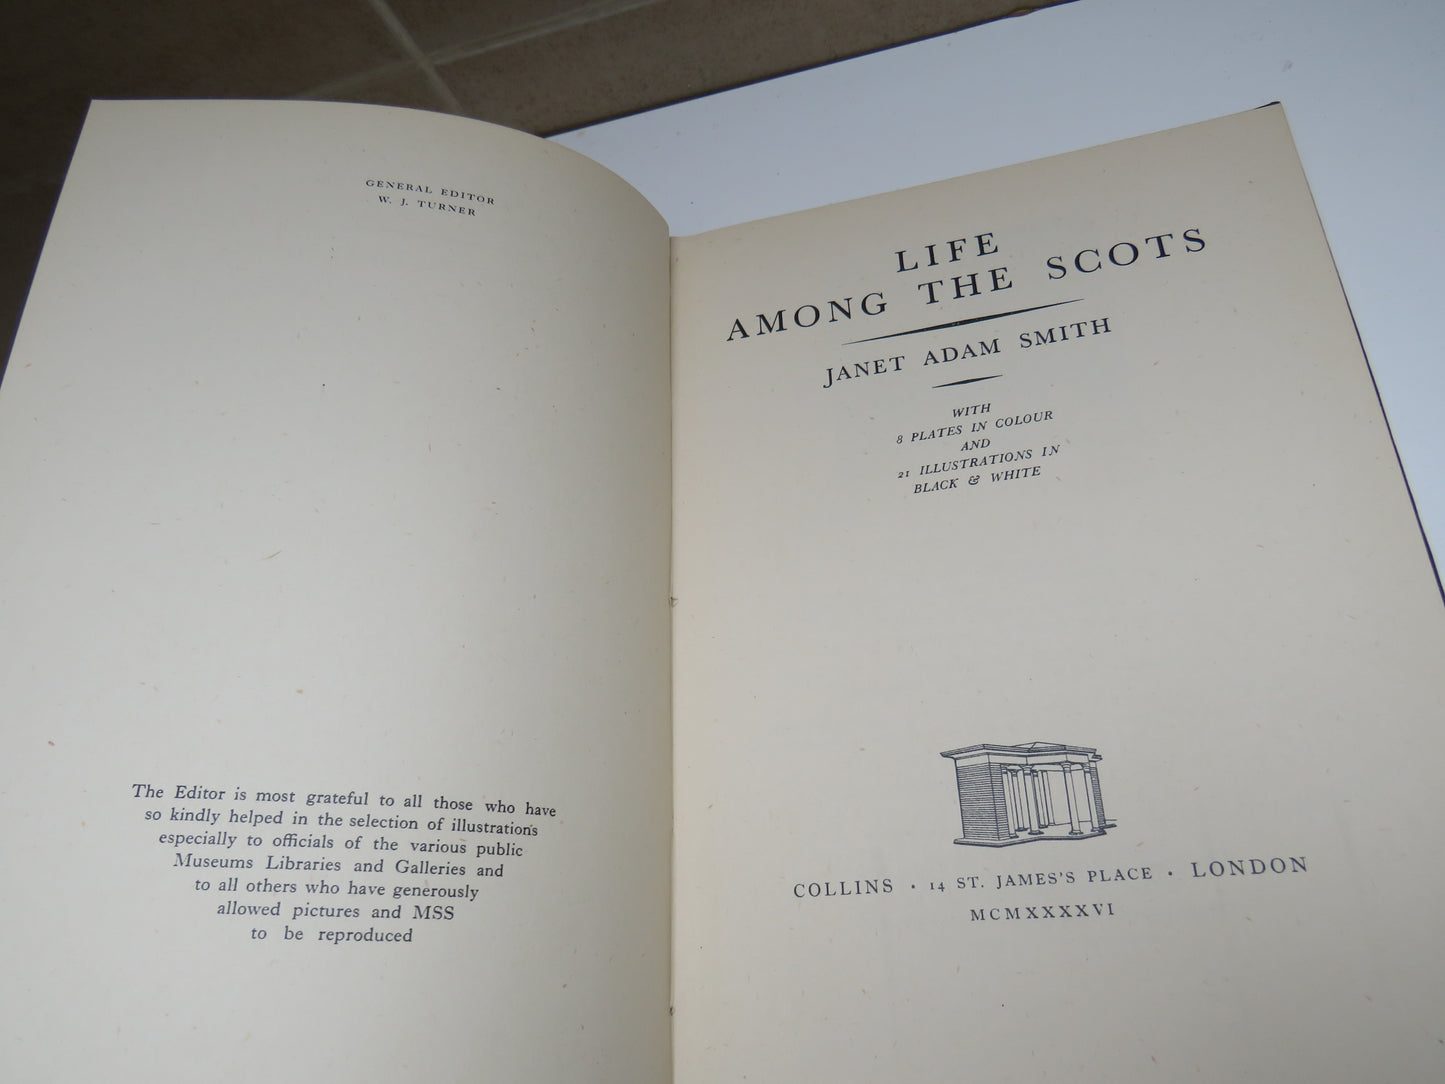 GENERAL EDITOR
W. J. TURNER
The Editor is most grateful to all those who have
so kindly helped in the selection of illustrations
especially to officials of the various public
Museums Libraries and Galleries and
to all others who have generously
allowed pictures and MSS
to be reproduced
LIFE
AMONG THE SCOTS
JANET ADAM SMITH
WITH
8 PLATES IN COLOUR
AND
21 ILLUSTRATIONS IN
BLACK & WHITE
COLLINS · 14 ST. JAMES'S PLACE · LONDON
MCMXXXXVI